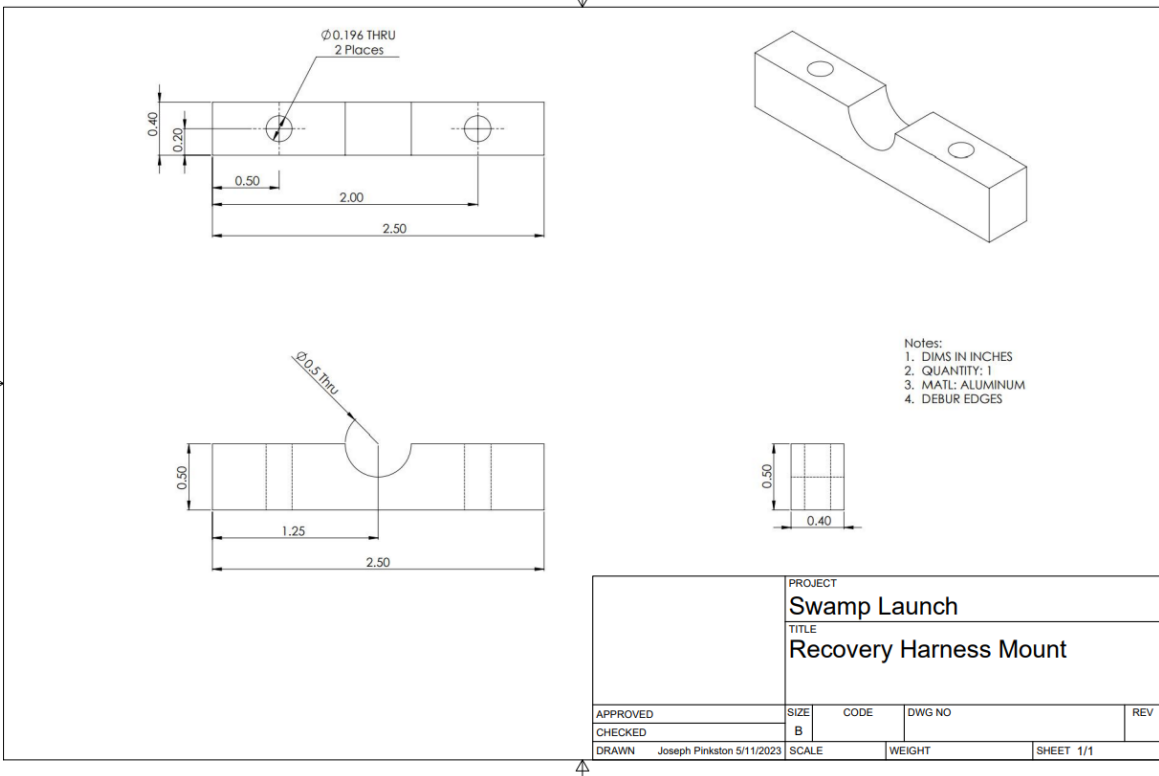 Ø0.196 THRU
2 Places
0.40
0.20
0.50
2.00
2.50
Ø0.5 Thru
0.50
1.25
2.50
0.50
0.40
Notes:
1. DIMS IN INCHES
2. QUANTITY: 1
3. MATL: ALUMINUM
4. DEBUR EDGES
PROJECT
Swamp Launch
TITLE
Recovery Harness Mount
APPROVED
CHECKED
DRAWN Joseph Pinkston 5/11/2023
SIZE CODE DWG NO REV
B
SCALE WEIGHT SHEET 1/1